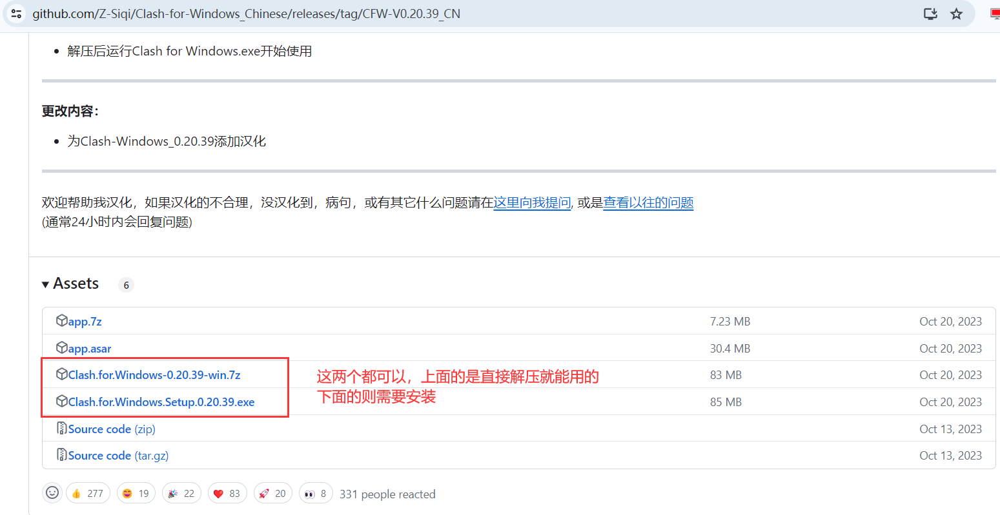 github.com/Z-Siqi/Clash-for-Windows_Chinese/releases/tag/CFW-V0.20.39_CN
解压后运行Clash for Windows.exe开始使用
更改内容：
为Clash-Windows_0.20.39添加汉化
欢迎帮助我汉化，如果汉化的不合理，没汉化到，病句，或有其它什么问题请在这里向我提问, 或是查看以往的问题
(通常24小时内会回复问题)
Assets 6
app.7z 7.23 MB Oct 20, 2023
app.asar 30.4 MB Oct 20, 2023
Clash.for.Windows-0.20.39-win.7z 83 MB Oct 20, 2023
这两个都可以，上面的是直接解压就能用的
下面的则需要安装
Clash.for.Windows.Setup.0.20.39.exe 85 MB Oct 20, 2023
Source code (zip) Oct 13, 2023
Source code (tar.gz) Oct 13, 2023
277 19 22 83 20 8 331 people reacted